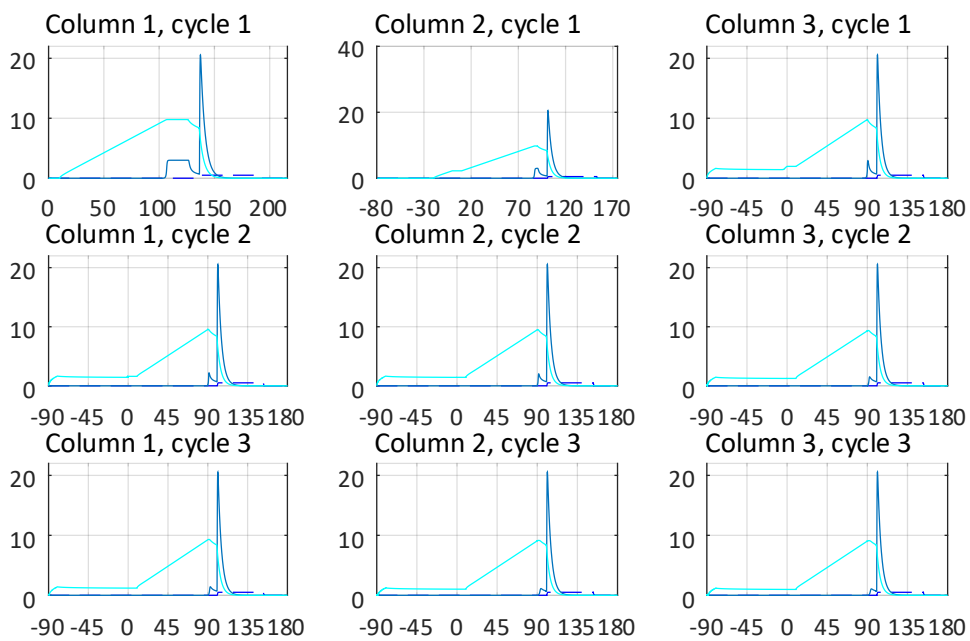 Column 1, cycle 1 Column 2, cycle 1 Column 3, cycle 1
20 40 20
10 20 10
0 0 0
0 50 100 150 200 -80 -30 20 70 120 170 -90 -45 0 45 90 135 180
Column 1, cycle 2 Column 2, cycle 2 Column 3, cycle 2
20 20 20
10 10 10
0 0 0
-90 -45 0 45 90 135 180 -90 -45 0 45 90 135 180 -90 -45 0 45 90 135 180
Column 1, cycle 3 Column 2, cycle 3 Column 3, cycle 3
20 20 20
10 10 10
0 0 0
-90 -45 0 45 90 135 180 -90 -45 0 45 90 135 180 -90 -45 0 45 90 135 180